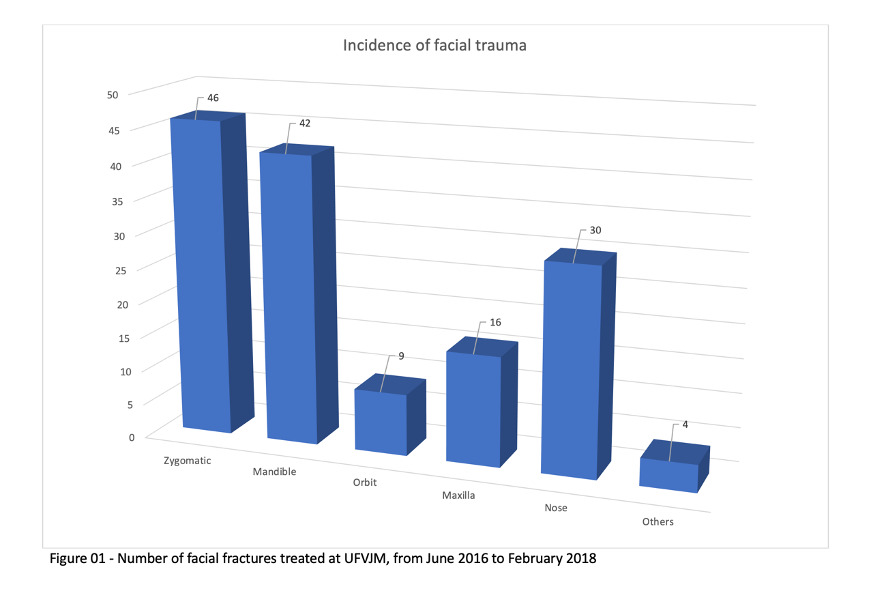 Incidence of facial trauma
50
45
40
35
30
25
20
15
10
5
0
46
42
9
16
30
4
Zygomatic
Mandible
Orbit
Maxilla
Nose
Others
Figure 01 - Number of facial fractures treated at UFVJM, from June 2016 to February 2018